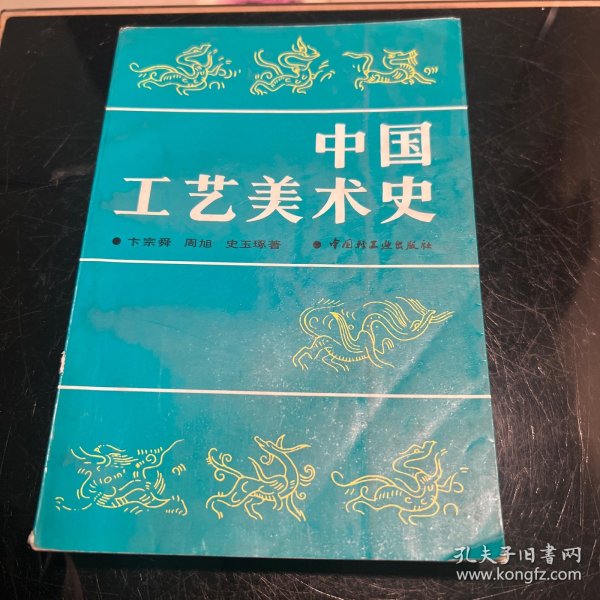 中国
工艺美术史
●卞宗舜 周旭 史玉琢著 ●中国轻工业出版社
孔夫子旧書网
www.kongfz.com